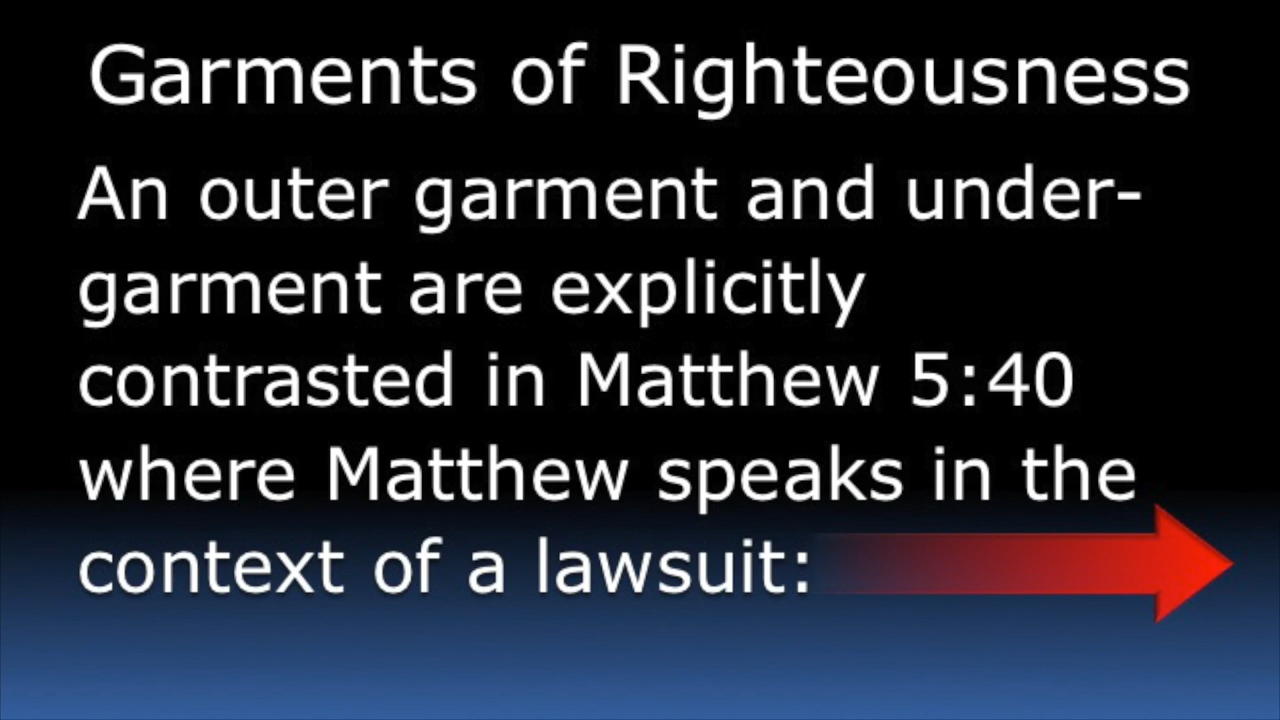 Garments of Righteousness
An outer garment and under-
garment are explicitly
contrasted in Matthew 5:40
where Matthew speaks in the
context of a lawsuit: